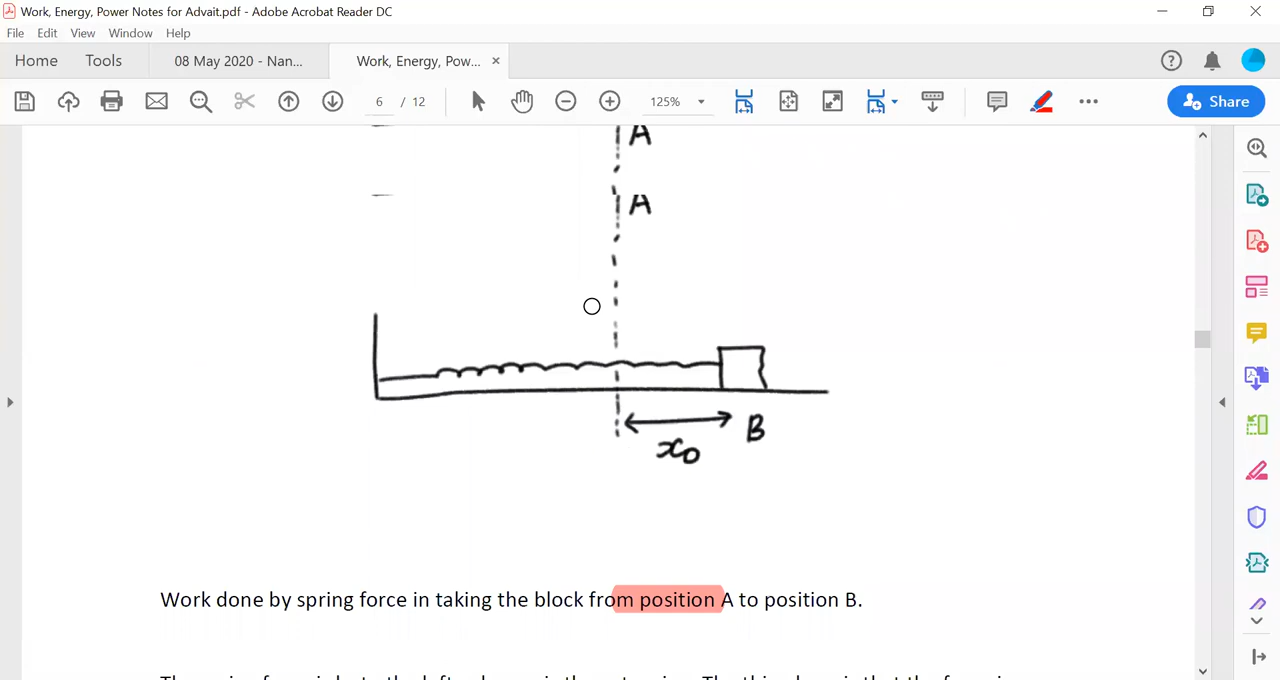 Work, Energy, Power Notes for Advait.pdf - Adobe Acrobat Reader DC
File Edit View Window Help
Home Tools 08 May 2020 - Nan... Work, Energy, Pow... ×
6 / 12 125% Share
A
A
B
x₀
Work done by spring force in taking the block from position A to position B.